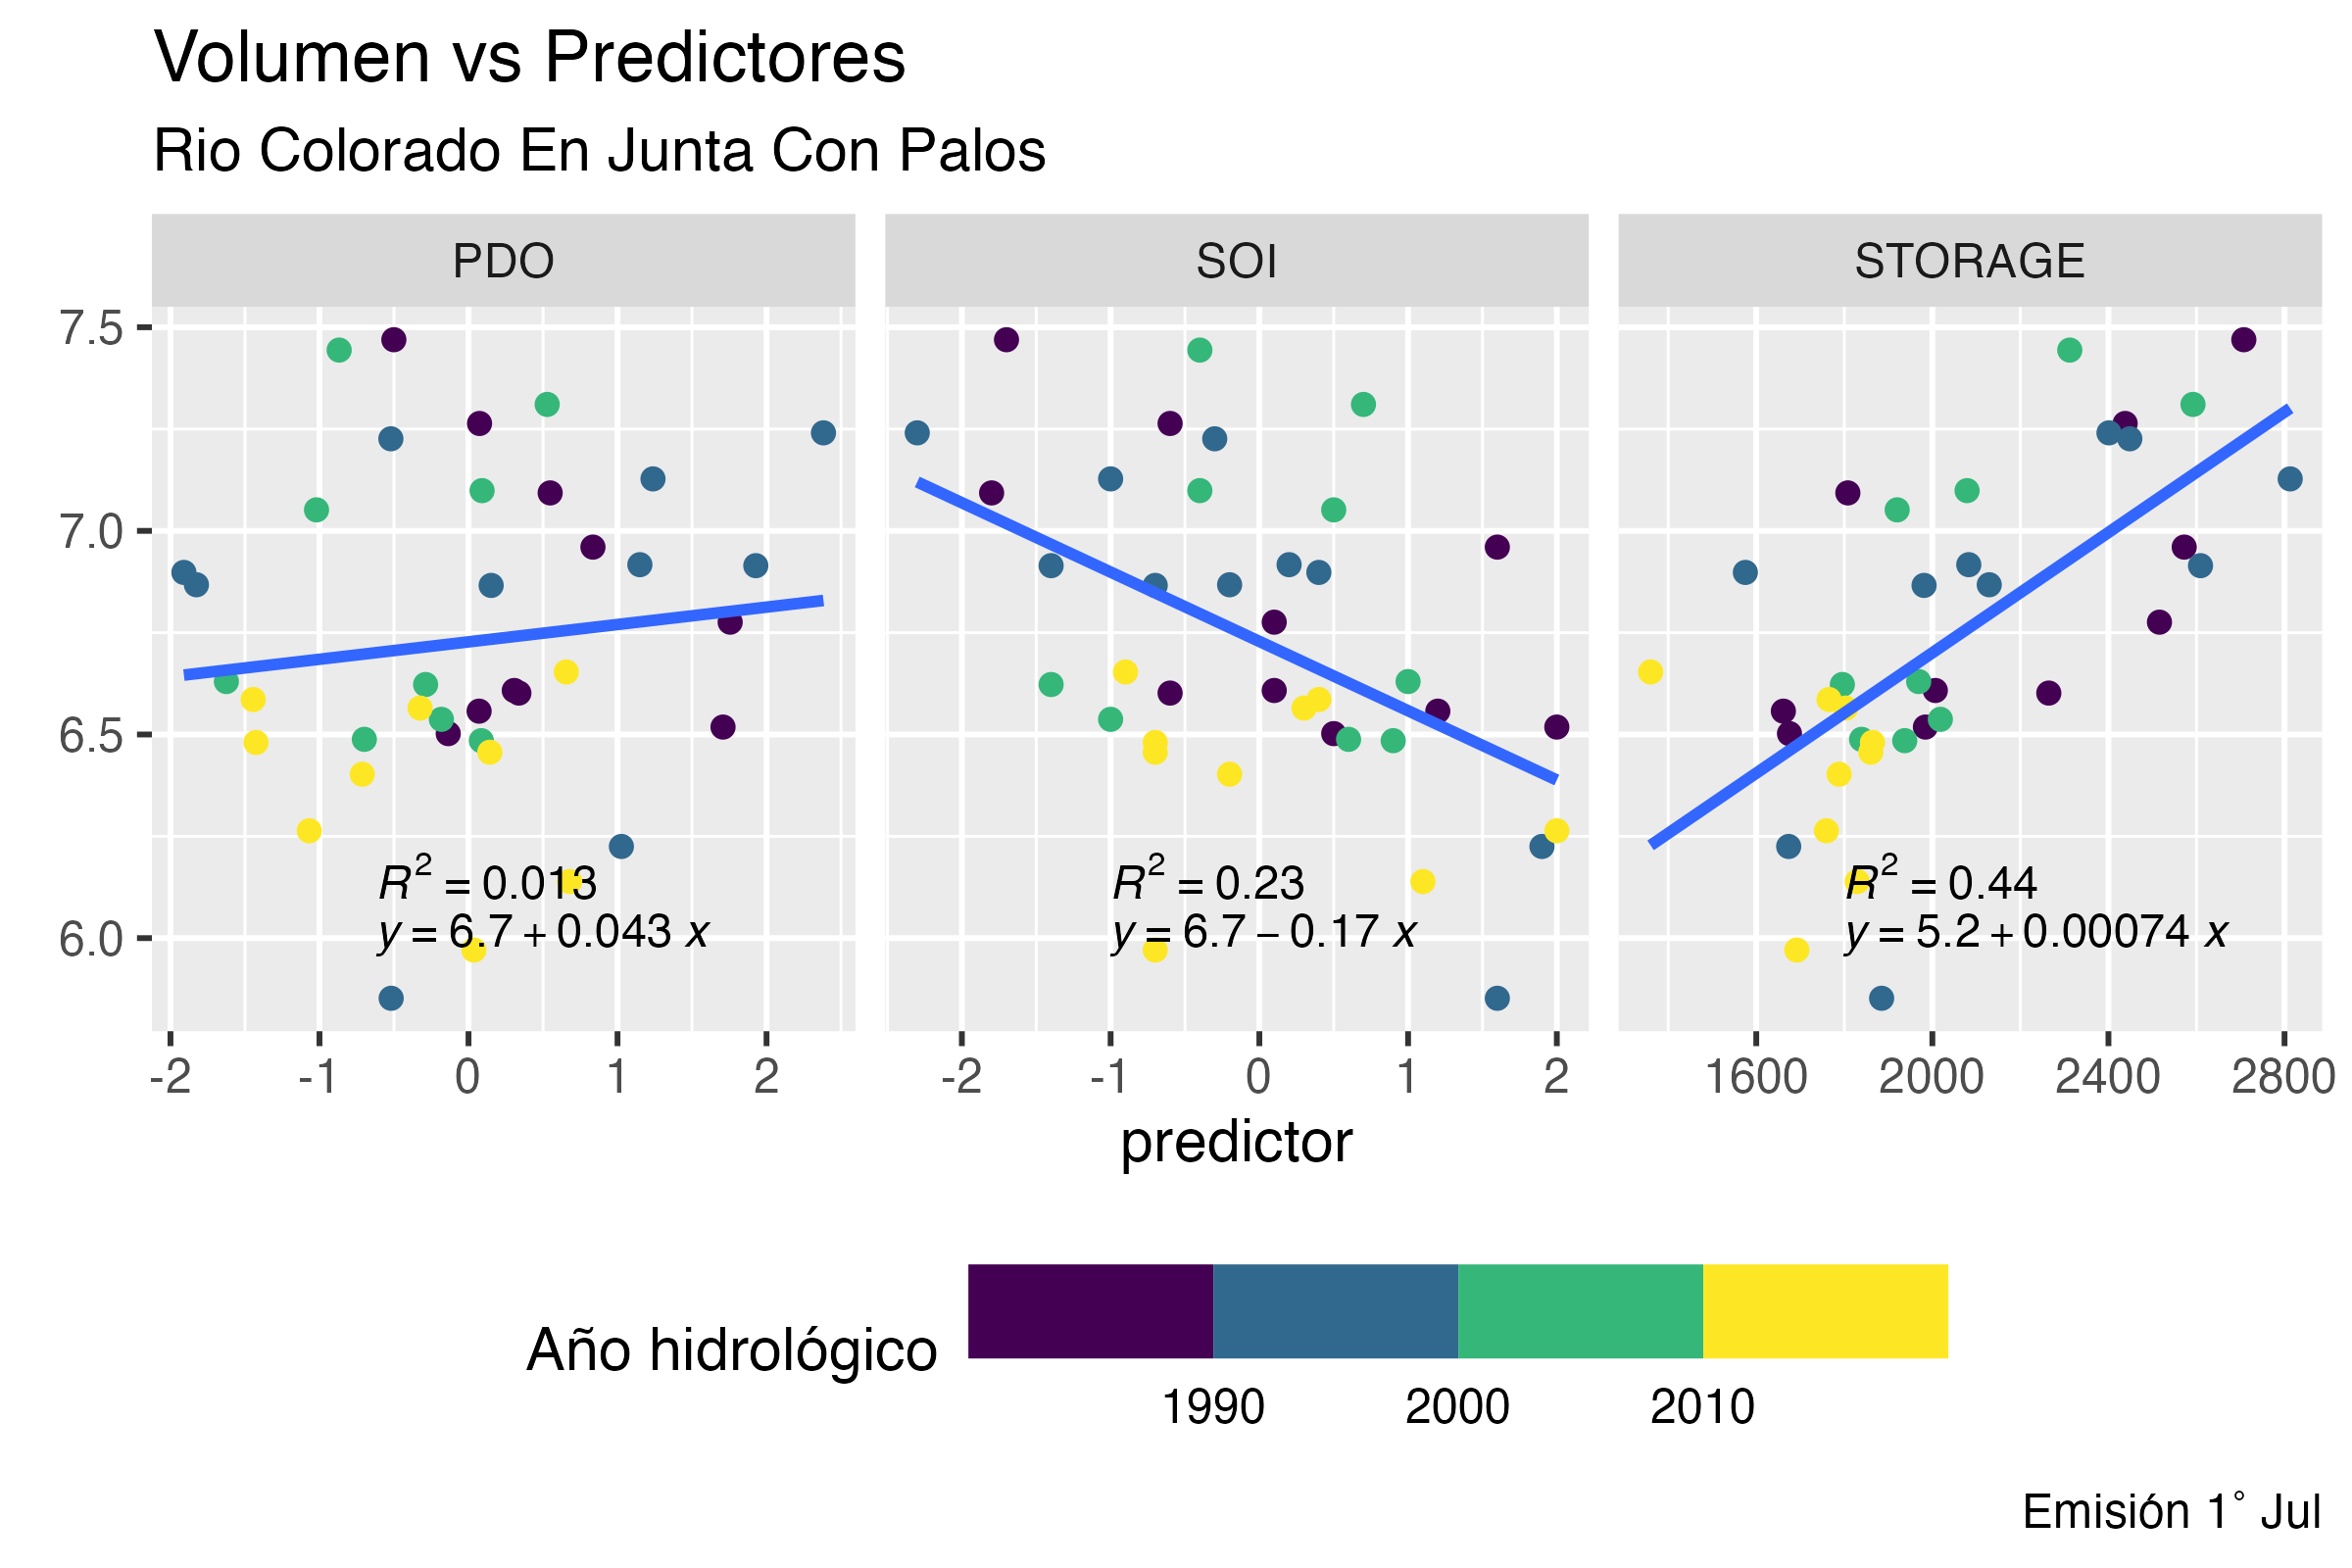 Volumen vs Predictores
Rio Colorado En Junta Con Palos
PDO SOI STORAGE
7.5
7.0
6.5
6.0
R² = 0.013 R² = 0.23 R² = 0.44
y = 6.7 + 0.043 x y = 6.7 − 0.17 x y = 5.2 + 0.00074 x
-2 -1 0 1 2 -2 -1 0 1 2 1600 2000 2400 2800
predictor
Año hidrológico
1990 2000 2010
Emisión 1° Jul